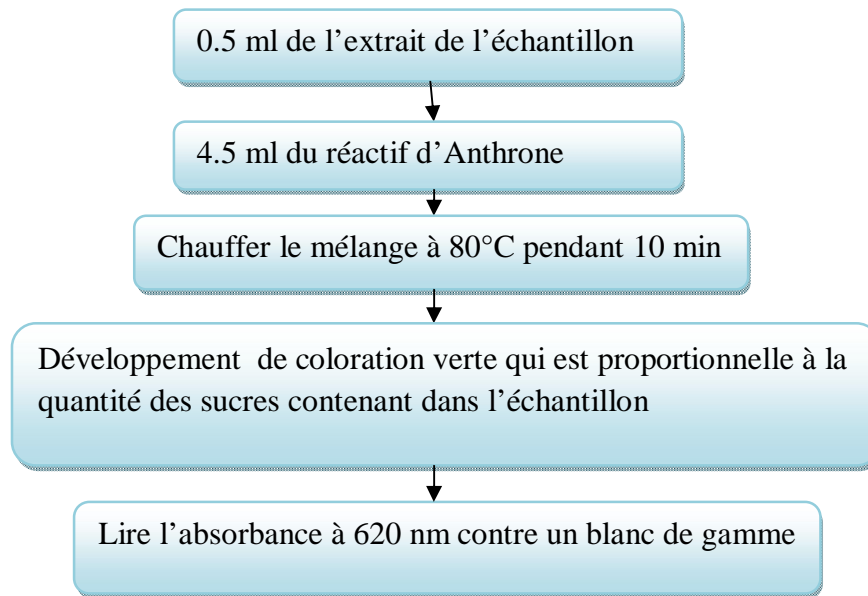 0.5 ml de l’extrait de l’échantillon
4.5 ml du réactif d’Anthrone
Chauffer le mélange à 80°C pendant 10 min
Développement  de coloration verte qui est proportionnelle à la
quantité des sucres contenant dans l’échantillon
Lire l’absorbance à 620 nm contre un blanc de gamme